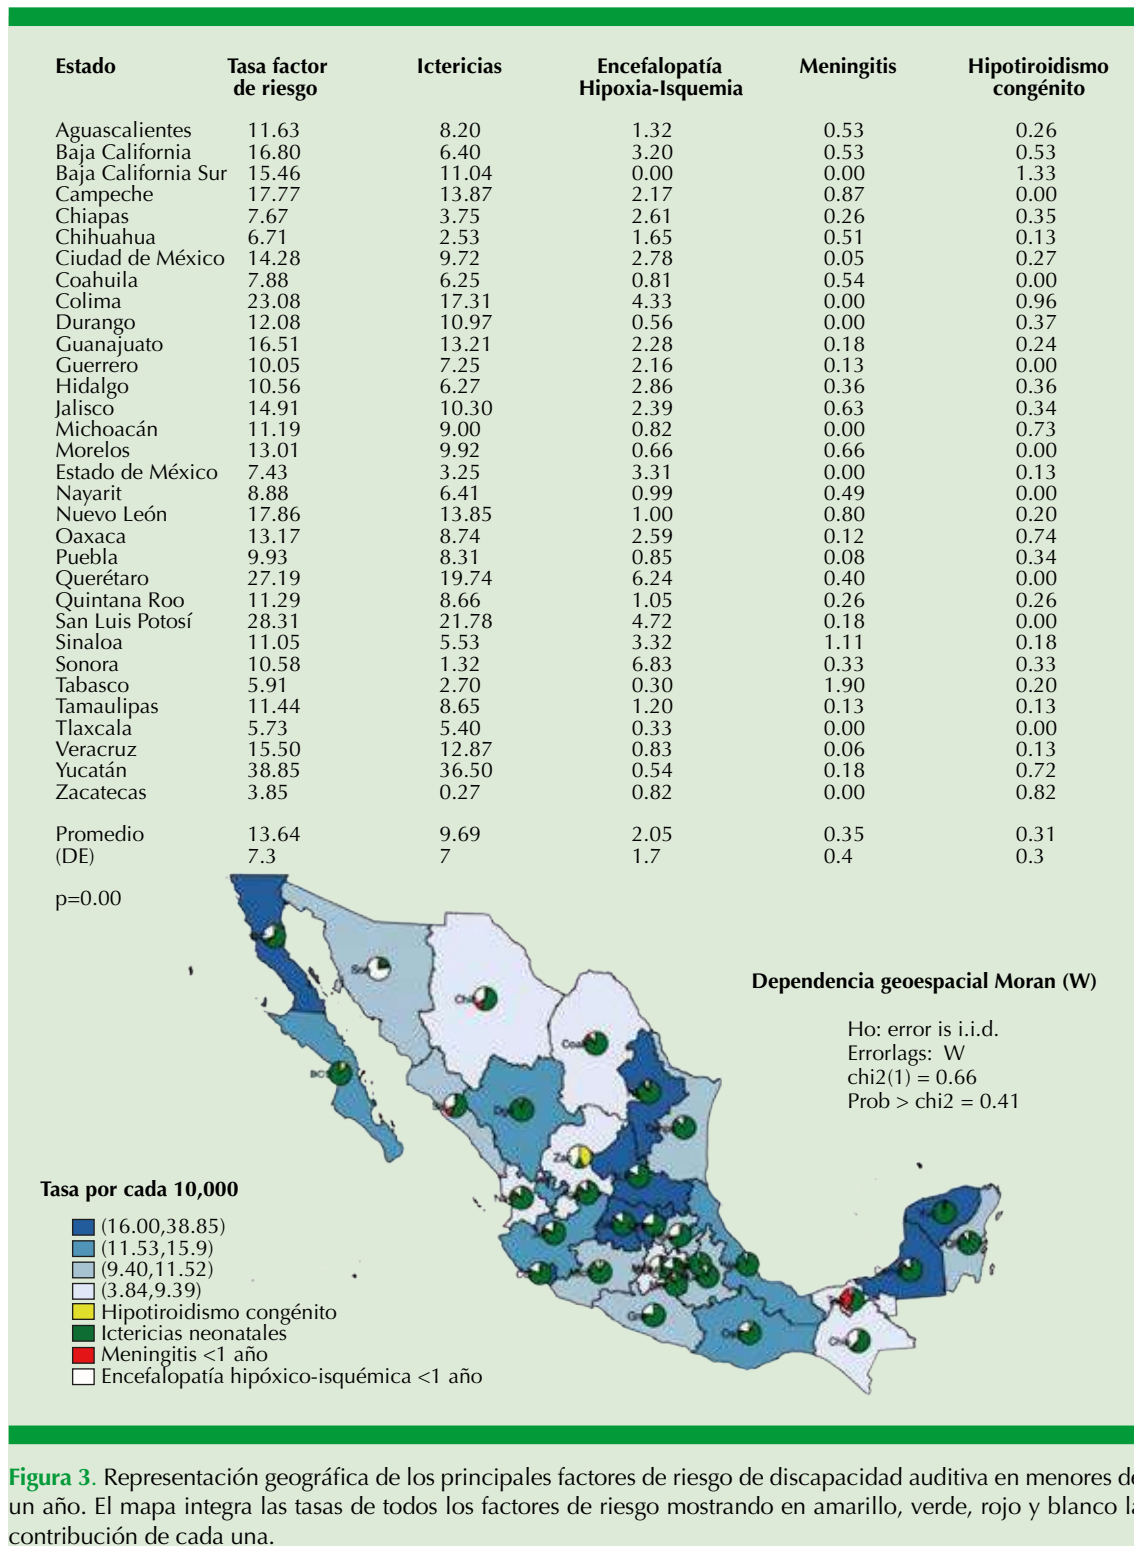 Estado Tasa factor de riesgo Ictericias Encefalopatía Hipoxia-Isquemia Meningitis Hipotiroidismo congénito
Aguascalientes 11.63 8.20 1.32 0.53 0.26
Baja California 16.80 6.40 3.20 0.53 0.53
Baja California Sur 15.46 11.04 0.00 0.00 1.33
Campeche 17.77 13.87 2.17 0.87 0.00
Chiapas 7.67 3.75 2.61 0.26 0.35
Chihuahua 6.71 2.53 1.65 0.51 0.13
Ciudad de México 14.28 9.72 2.78 0.05 0.27
Coahuila 7.88 6.25 0.81 0.54 0.00
Colima 23.08 17.31 4.33 0.00 0.96
Durango 12.08 10.97 0.56 0.00 0.37
Guanajuato 16.51 13.21 2.28 0.18 0.24
Guerrero 10.05 7.25 2.16 0.13 0.00
Hidalgo 10.56 6.27 2.86 0.36 0.36
Jalisco 14.91 10.30 2.39 0.63 0.34
Michoacán 11.19 9.00 0.82 0.00 0.73
Morelos 13.01 9.92 0.66 0.66 0.00
Estado de México 7.43 3.25 3.31 0.00 0.13
Nayarit 8.88 6.41 0.99 0.49 0.00
Nuevo León 17.86 13.85 1.00 0.80 0.20
Oaxaca 13.17 8.74 2.59 0.12 0.74
Puebla 9.93 8.31 0.85 0.08 0.34
Querétaro 27.19 19.74 6.24 0.40 0.00
Quintana Roo 11.29 8.66 1.05 0.26 0.26
San Luis Potosí 28.31 21.78 4.72 0.18 0.00
Sinaloa 11.05 5.53 3.32 1.11 0.18
Sonora 10.58 1.32 6.83 0.33 0.33
Tabasco 5.91 2.70 0.30 1.90 0.20
Tamaulipas 11.44 8.65 1.20 0.13 0.13
Tlaxcala 5.73 5.40 0.33 0.00 0.00
Veracruz 15.50 12.87 0.83 0.06 0.13
Yucatán 38.85 36.50 0.54 0.18 0.72
Zacatecas 3.85 0.27 0.82 0.00 0.82
Promedio 13.64 9.69 2.05 0.35 0.31
(DE) 7.3 7 1.7 0.4 0.3
p=0.00
Dependencia geoespacial Moran (W)
Ho: error is i.i.d.
Errorlags: W
chi2(1) = 0.66
Prob > chi2 = 0.41
Tasa por cada 10,000
(16.00,38.85)
(11.53,15.9)
(9.40,11.52)
(3.84,9.39)
Hipotiroidismo congénito
Ictericias neonatales
Meningitis <1 año
Encefalopatía hipóxico-isquémica <1 año
Figura 3. Representación geográfica de los principales factores de riesgo de discapacidad auditiva en menores de
un año. El mapa integra las tasas de todos los factores de riesgo mostrando en amarillo, verde, rojo y blanco la
contribución de cada una.